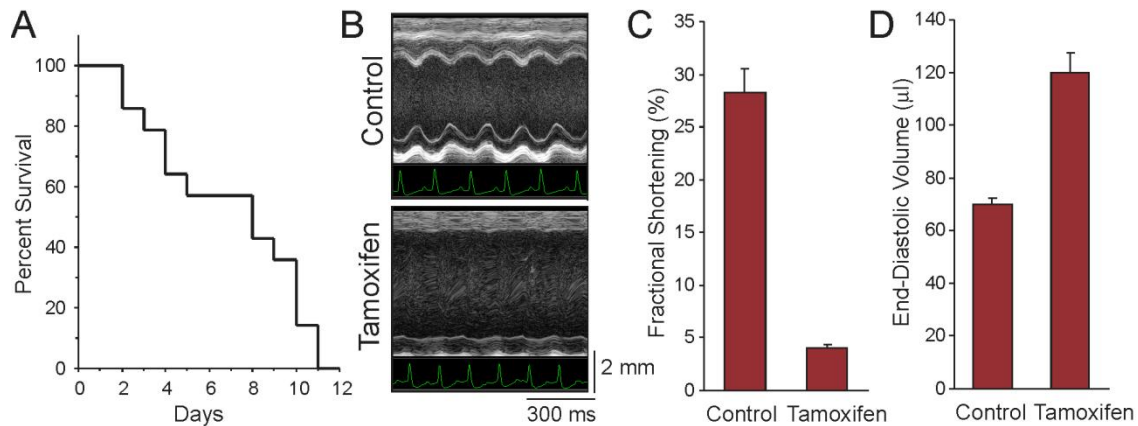 A
Percent Survival
100
80
60
40
20
0
0 2 4 6 8 10 12
Days
B
Control
Tamoxifen
2 mm
300 ms
C
Fractional Shortening (%)
35
30
25
20
15
10
5
0
Control Tamoxifen
D
End-Diastolic Volume (µl)
140
120
100
80
60
40
20
0
Control Tamoxifen